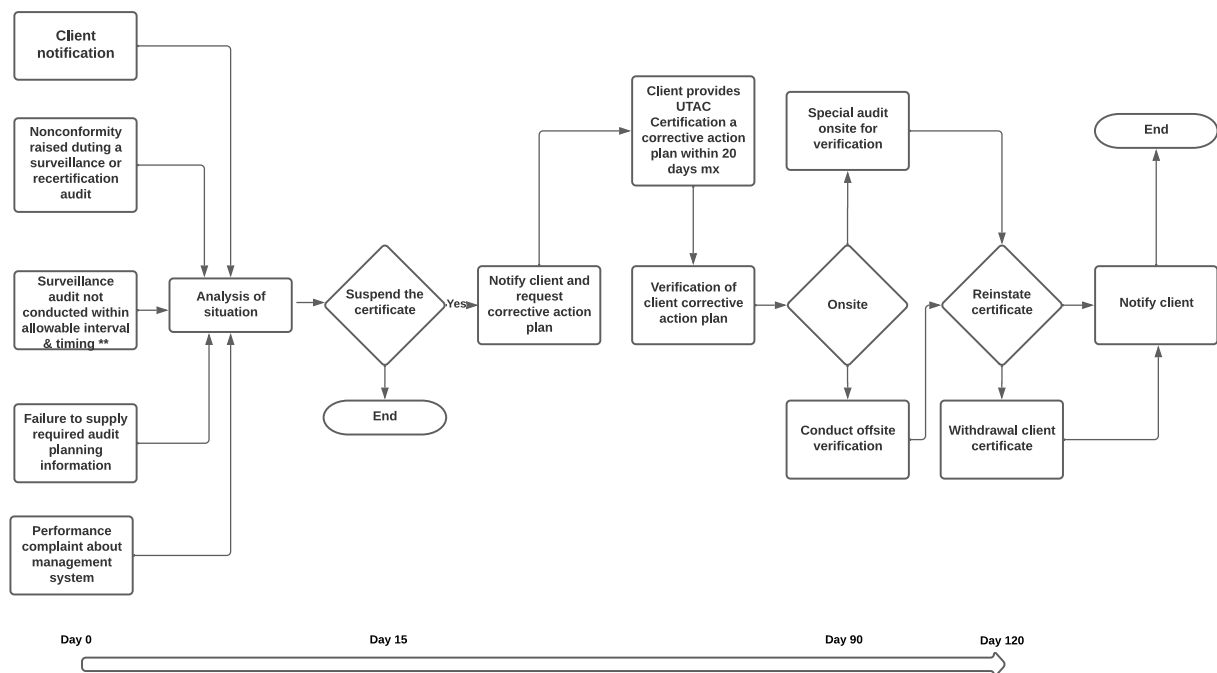 Client
notification
Nonconformity
raised duting a
surveillance or
recertification
audit
Surveillance
audit not
conducted within
allowable interval
& timing **
Failure to supply
required audit
planning
information
Performance
complaint about
management
system
Analysis of
situation
Suspend the
certificate
Yes
End
Notify client and
request
corrective action
plan
Client provides
UTAC
Certification a
corrective action
plan within 20
days mx
Verification of
client corrective
action plan
Special audit
onsite for
verification
Onsite
Conduct offsite
verification
Reinstate
certificate
Withdrawal client
certificate
End
Notify client
Day 0
Day 15
Day 90
Day 120